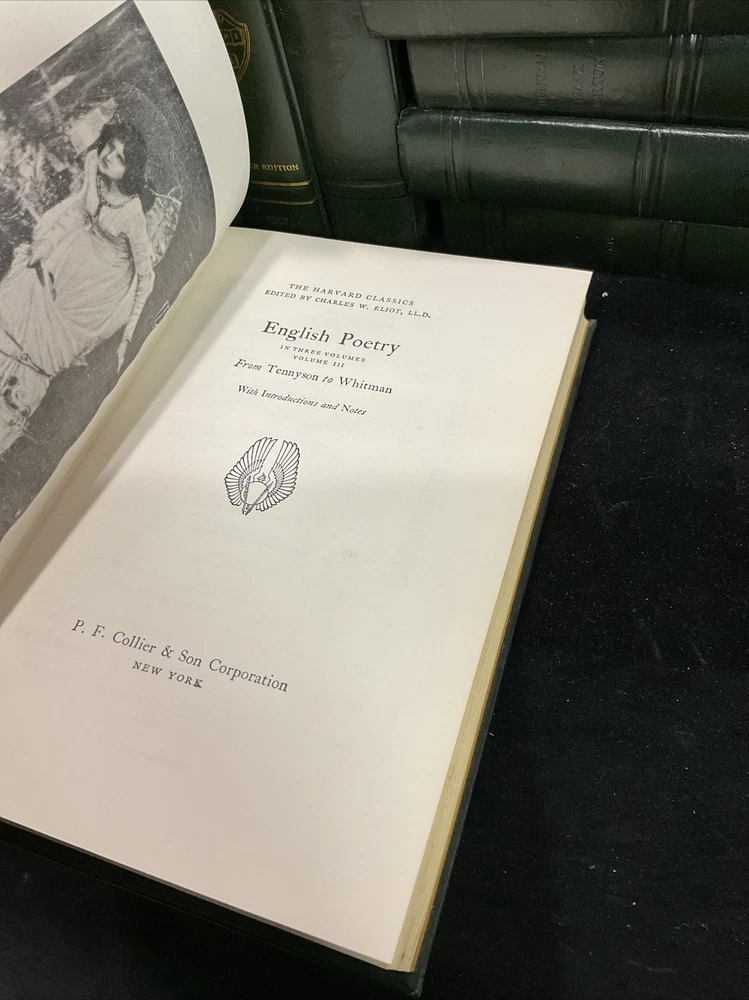 THE HARVARD CLASSICS
EDITED BY CHARLES W. ELIOT, LL.D.
English Poetry
IN THREE VOLUMES
VOLUME III
From Tennyson to Whitman
With Introductions and Notes
P. F. Collier & Son Corporation
NEW YORK
EDITION